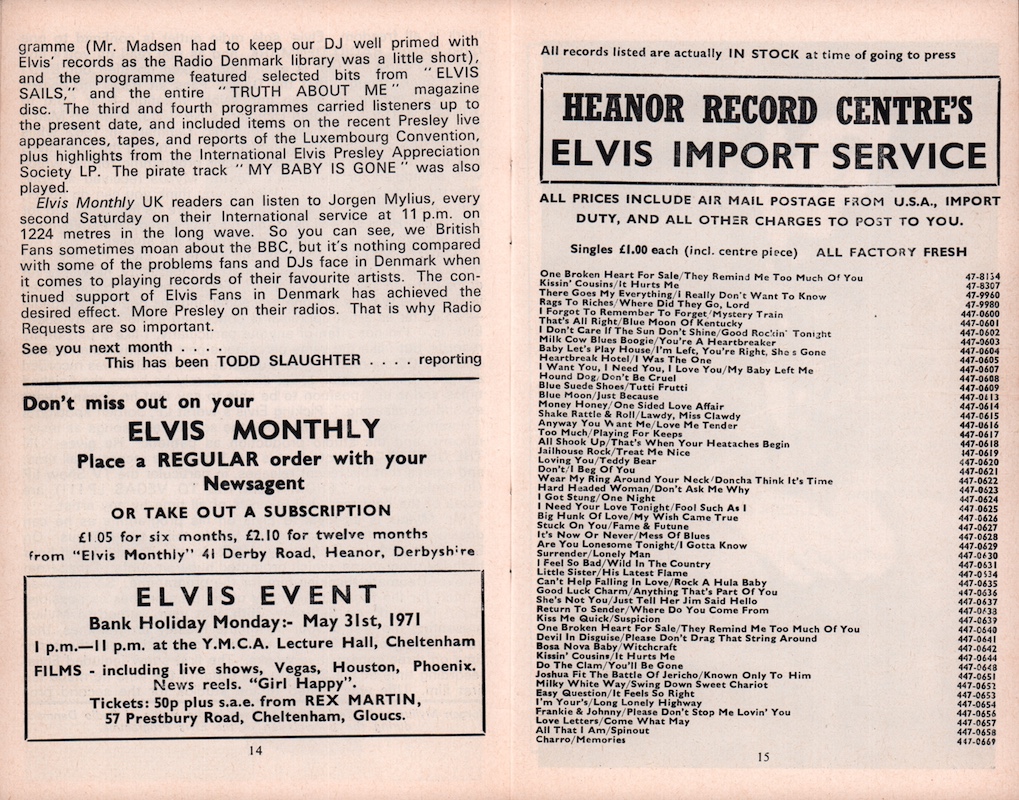 gramme (Mr. Madsen had to keep our DJ well primed with
Elvis' records as the Radio Denmark library was a little short),
and the programme featured selected bits from "ELVIS
SAILS," and the entire "TRUTH ABOUT ME" magazine
disc. The third and fourth programmes carried listeners up to
the present date, and included items on the recent Presley live
appearances, tapes, and reports of the Luxembourg Convention,
plus highlights from the International Elvis Presley Appreciation
Society LP. The pirate track "MY BABY IS GONE" was also
played.
Elvis Monthly UK readers can listen to Jorgen Mylius, every
second Saturday on their International service at 11 p.m. on
1224 metres in the long wave. So you can see, we British
Fans sometimes moan about the BBC, but it's nothing compared
with some of the problems fans and DJs face in Denmark when
it comes to playing records of their favourite artists. The con-
tinued support of Elvis Fans in Denmark has achieved the
desired effect. More Presley on their radios. That is why Radio
Requests are so important.
See you next month . . . .
This has been TODD SLAUGHTER . . . . reporting
Don't miss out on your
ELVIS MONTHLY
Place a REGULAR order with your
Newsagent
OR TAKE OUT A SUBSCRIPTION
£1.05 for six months, £2.10 for twelve months
from "Elvis Monthly" 41 Derby Road, Heanor, Derbyshire
ELVIS EVENT
Bank Holiday Monday:- May 31st, 1971
1 p.m.—11 p.m. at the Y.M.C.A. Lecture Hall, Cheltenham
FILMS - including live shows, Vegas, Houston, Phoenix.
News reels. "Girl Happy".
Tickets: 50p plus s.a.e. from REX MARTIN,
57 Prestbury Road, Cheltenham, Gloucs.
14
All records listed are actually IN STOCK at time of going to press
HEANOR RECORD CENTRE'S
ELVIS IMPORT SERVICE
ALL PRICES INCLUDE AIR MAIL POSTAGE FROM U.S.A., IMPORT
DUTY, AND ALL OTHER CHARGES TO POST TO YOU.
Singles £1.00 each (incl. centre piece) ALL FACTORY FRESH
One Broken Heart For Sale/They Remind Me Too Much Of You 47-8134
Kissin' Cousins/It Hurts Me 47-8307
There Goes My Everything/I Really Don't Want To Know 47-9960
Rags To Riches/Where Did They Go, Lord 47-9980
I Forgot To Remember To Forget/Mystery Train 447-0600
That's All Right/Blue Moon Of Kentucky 447-0601
I Don't Care If The Sun Don't Shine/Good Rockin' Tonight 447-0602
Milk Cow Blues Boogie/You're A Heartbreaker 447-0603
Baby Let's Play House/I'm Left, You're Right, She s Gone 447-0604
Heartbreak Hotel/I Was The One 447-0605
I Want You, I Need You, I Love You/My Baby Left Me 447-0607
Hound Dog/Don't Be Cruel 447-0608
Blue Suede Shoes/Tutti Frutti 447-0609
Blue Moon/Just Because 447-0613
Money Honey/One Sided Love Affair 447-0614
Shake Rattle & Roll/Lawdy, Miss Clawdy 447-0615
Anyway You Want Me/Love Me Tender 447-0616
Too Much/Playing For Keeps 447-0617
All Shook Up/That's When Your Heataches Begin 447-0618
Jailhouse Rock/Treat Me Nice 447-0619
Loving You/Teddy Bear 447-0620
Don't/I Beg Of You 447-0621
Wear My Ring Around Your Neck/Doncha Think It's Time 447-0622
Hard Headed Woman/Don't Ask Me Why 447-0623
I Got Stung/One Night 447-0624
I Need Your Love Tonight/Fool Such As I 447-0625
Big Hunk Of Love/My Wish Came True 447-0626
Stuck On You/Fame & Futune 447-0627
It's Now Or Never/Mess Of Blues 447-0628
Are You Lonesome Tonight/I Gotta Know 447-0629
Surrender/Lonely Man 447-0630
I Feel So Bad/Wild In The Country 447-0631
Little Sister/His Latest Flame 447-0534
Can't Help Falling In Love/Rock A Hula Baby 447-0635
Good Luck Charm/Anything That's Part Of You 447-0636
She's Not You/Just Tell Her Jim Said Hello 447-0637
Return To Sender/Where Do You Come From 447-0638
Kiss Me Quick/Suspicion 447-0639
One Broken Heart For Sale/They Remind Me Too Much Of You 447-0640
Devil In Disguise/Please Don't Drag That String Around 447-0641
Bosa Nova Baby/Witchcraft 447-0642
Kissin' Cousins/It Hurts Me 447-0644
Do The Clam/You'll Be Gone 447-0648
Joshua Fit The Battle Of Jericho/Known Only To Him 447-0651
Milky White Way/Swing Down Sweet Chariot 447-0652
Easy Question/It Feels So Right 447-0653
I'm Your's/Long Lonely Highway 447-0654
Frankie & Johnny/Please Don't Stop Me Lovin' You 447-0656
Love Letters/Come What May 447-0657
All That I Am/Spinout 447-0658
Charro/Memories 447-0669
15